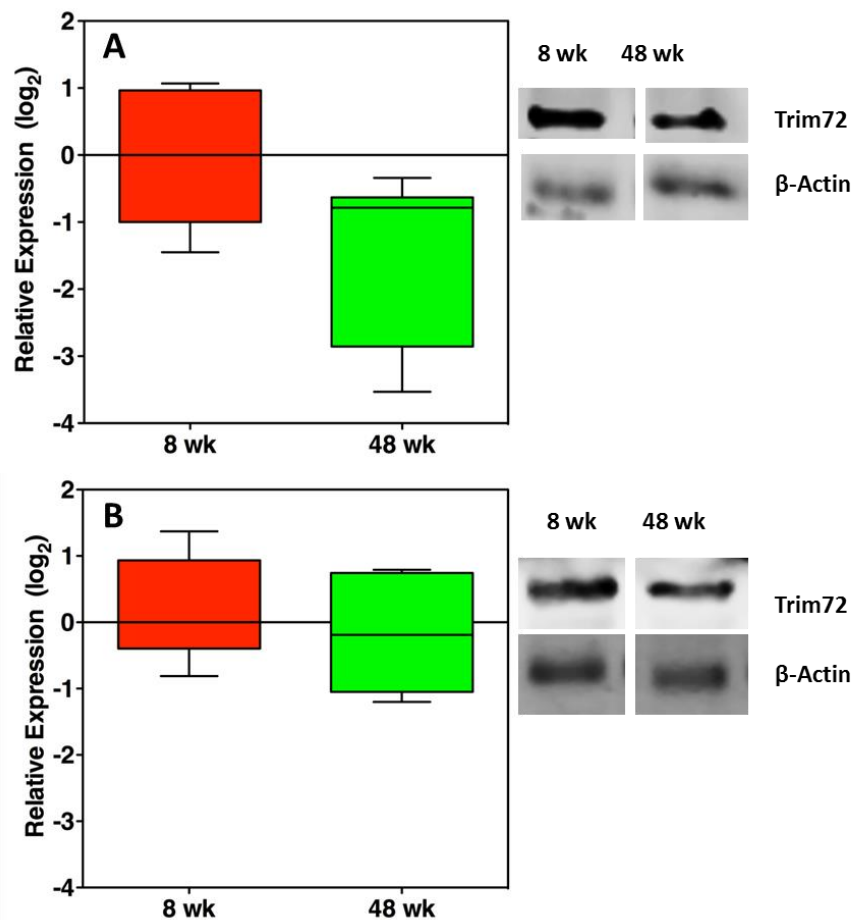 A
Relative Expression (log2)
2
1
0
-1
-2
-3
-4
8 wk
48 wk
8 wk 48 wk
Trim72
β-Actin
B
Relative Expression (log2)
2
1
0
-1
-2
-3
-4
8 wk
48 wk
8 wk 48 wk
Trim72
β-Actin